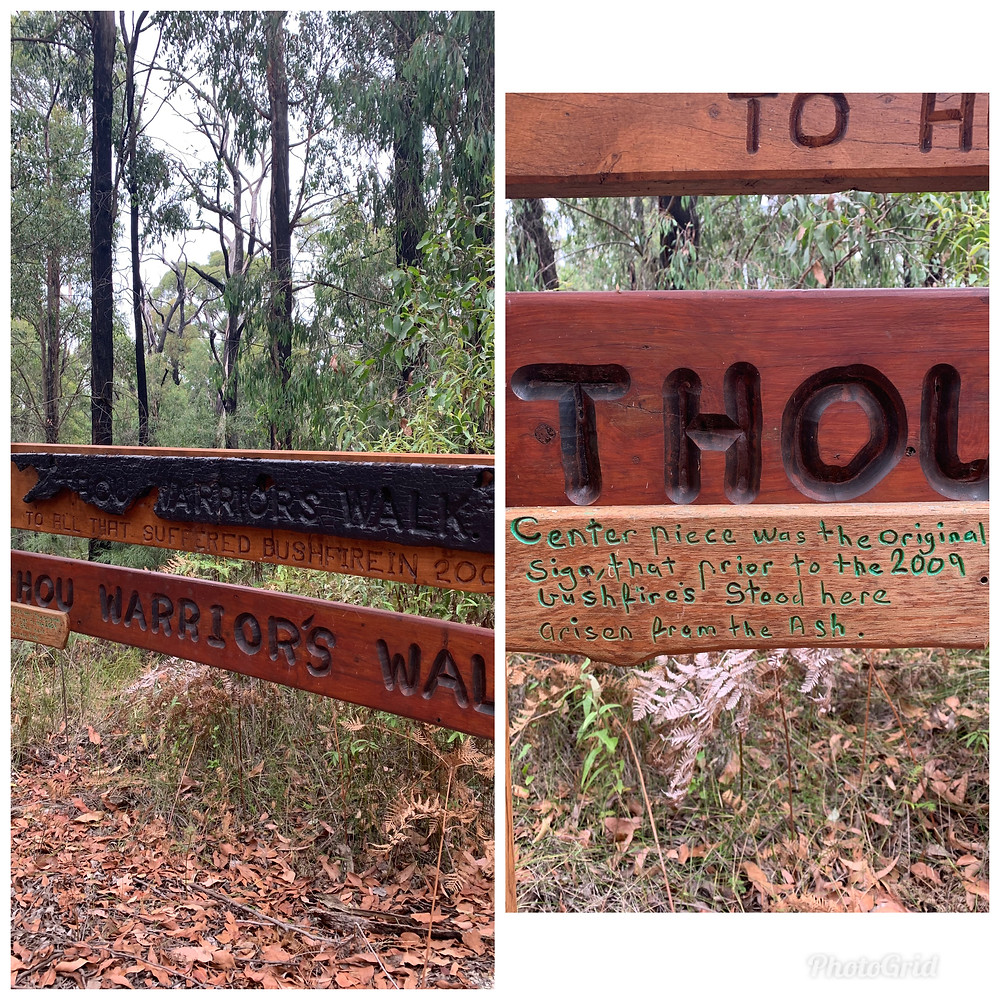 THOU WARRIORS WALK.
TO ALL THAT SUFFERED BUSHFIRE IN 200
HOU WARRIOR'S WAL
TO H
THOU
Center piece was the original
Sign, that prior to the 2009
bushfires Stood here
arisen from the Ash.
PhotoGrid